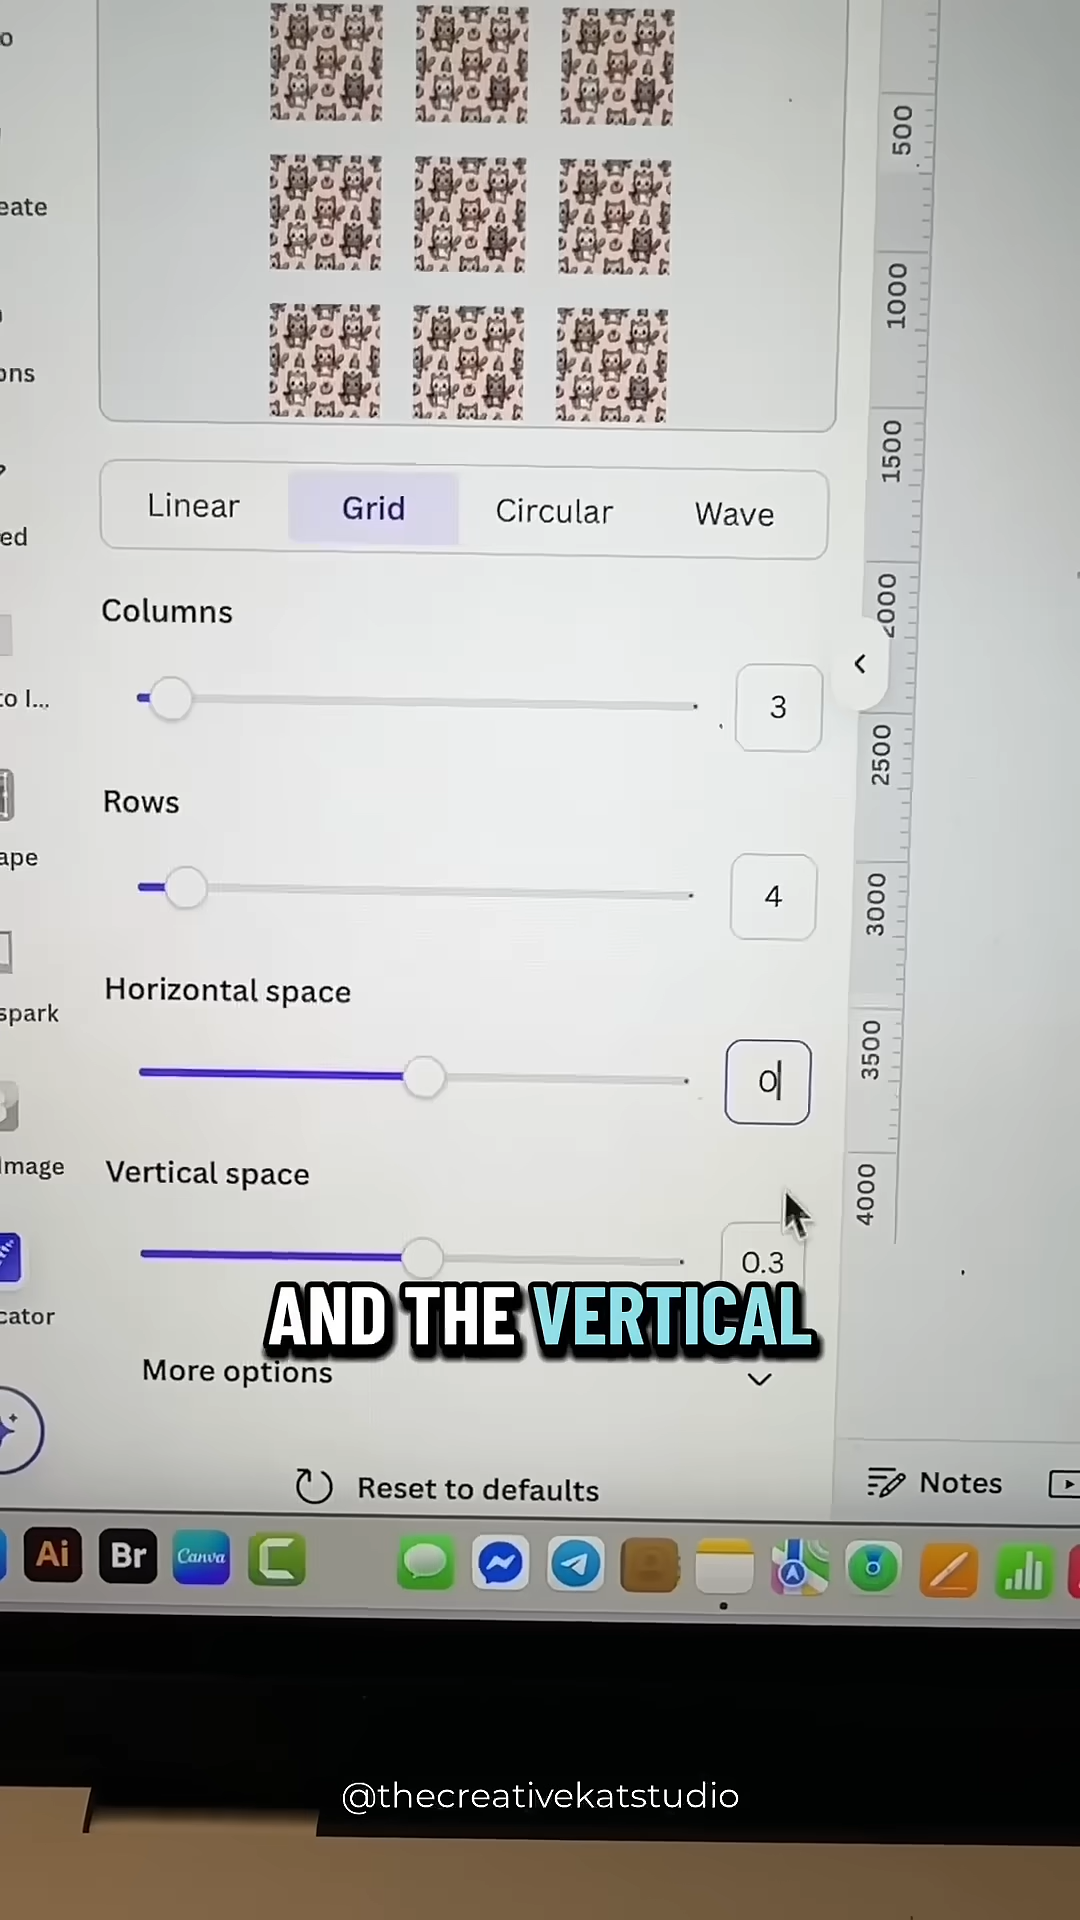 o
eate
ons
ed
to I...
ape
spark
Image
cator
Linear
Grid
Circular
Wave
Columns
3
Rows
4
Horizontal space
0
Vertical space
0.3
AND THE VERTICAL
More options
Reset to defaults
500
1000
1500
2000
2500
3000
3500
4000
Notes
Ai
Br
Canva
@thecreativekatstudio